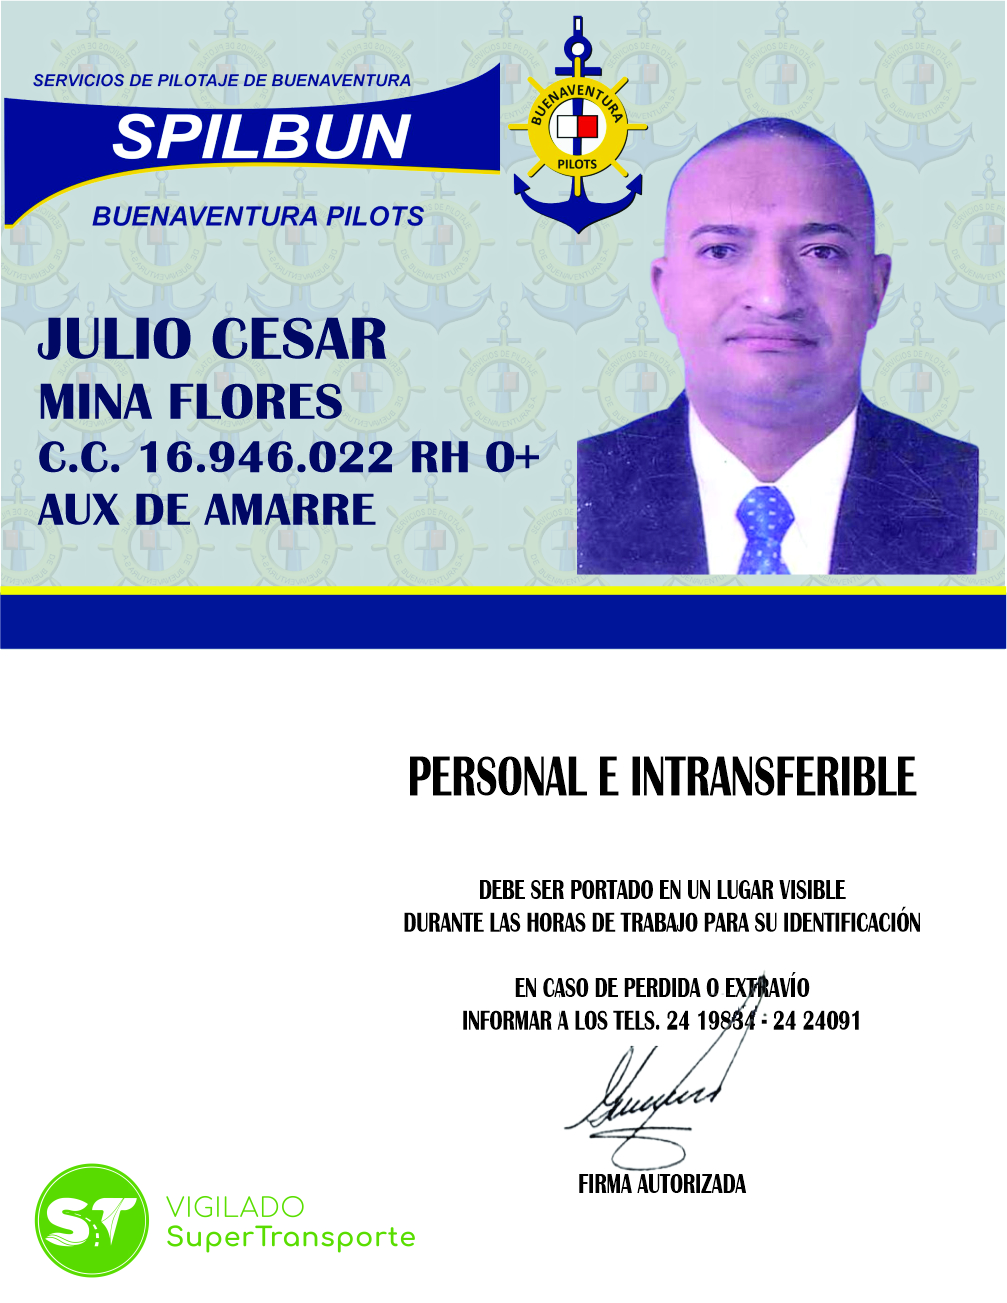 SERVICIOS DE PILOTAJE DE BUENAVENTURA
SPILBUN
BUENAVENTURA PILOTS
BUENAVENTURA
PILOTS
JULIO CESAR
MINA FLORES
C.C. 16.946.022 RH O+
AUX DE AMARRE
PERSONAL E INTRANSFERIBLE
DEBE SER PORTADO EN UN LUGAR VISIBLE
DURANTE LAS HORAS DE TRABAJO PARA SU IDENTIFICACIÓN
EN CASO DE PERDIDA O EXTRAVÍO
INFORMAR A LOS TELS. 24 19834 - 24 24091
FIRMA AUTORIZADA
ST
VIGILADO
SuperTransporte